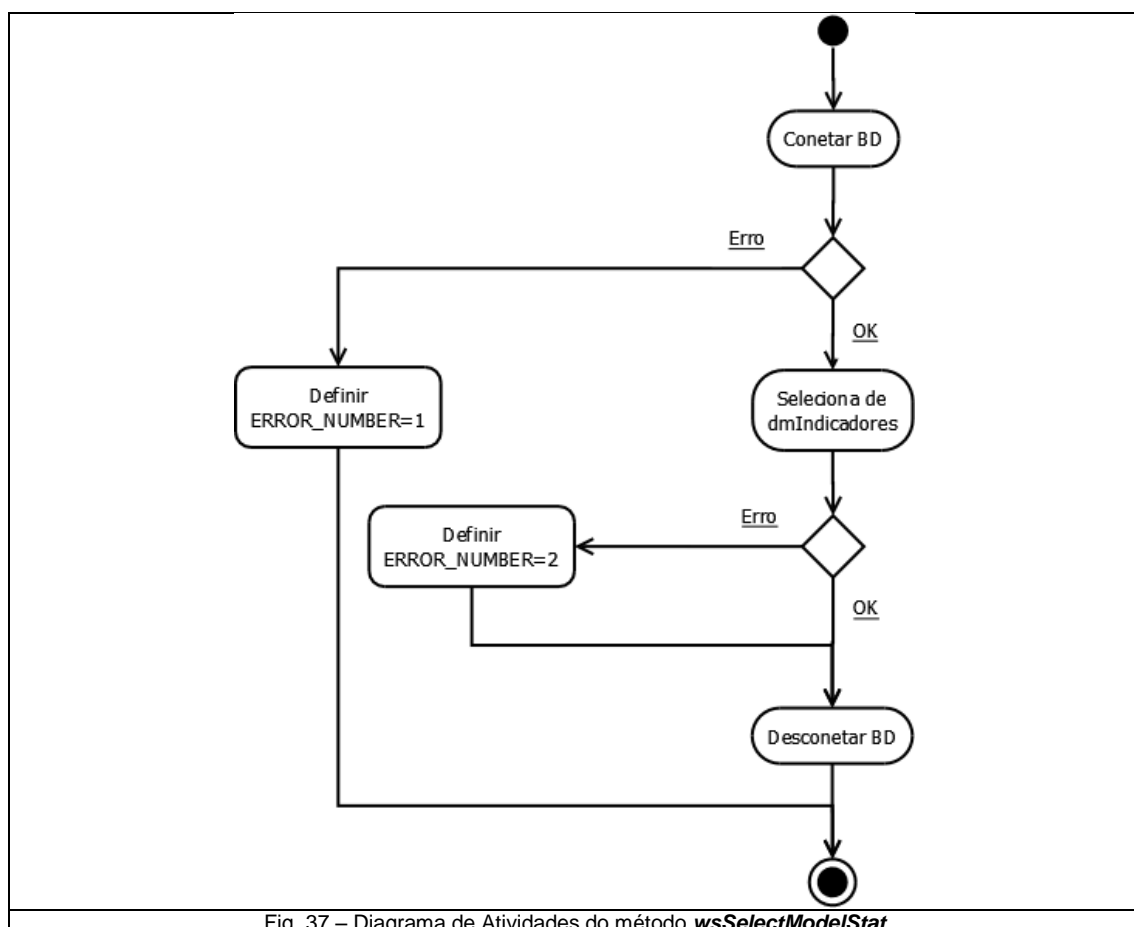 Conetar BD
Erro
OK
Definir
ERROR_NUMBER=1
Seleciona de
dmIndicadores
Erro
Definir
ERROR_NUMBER=2
OK
Desconetar BD
Fig. 37 – Diagrama de Atividades do método wsSelectModelStat